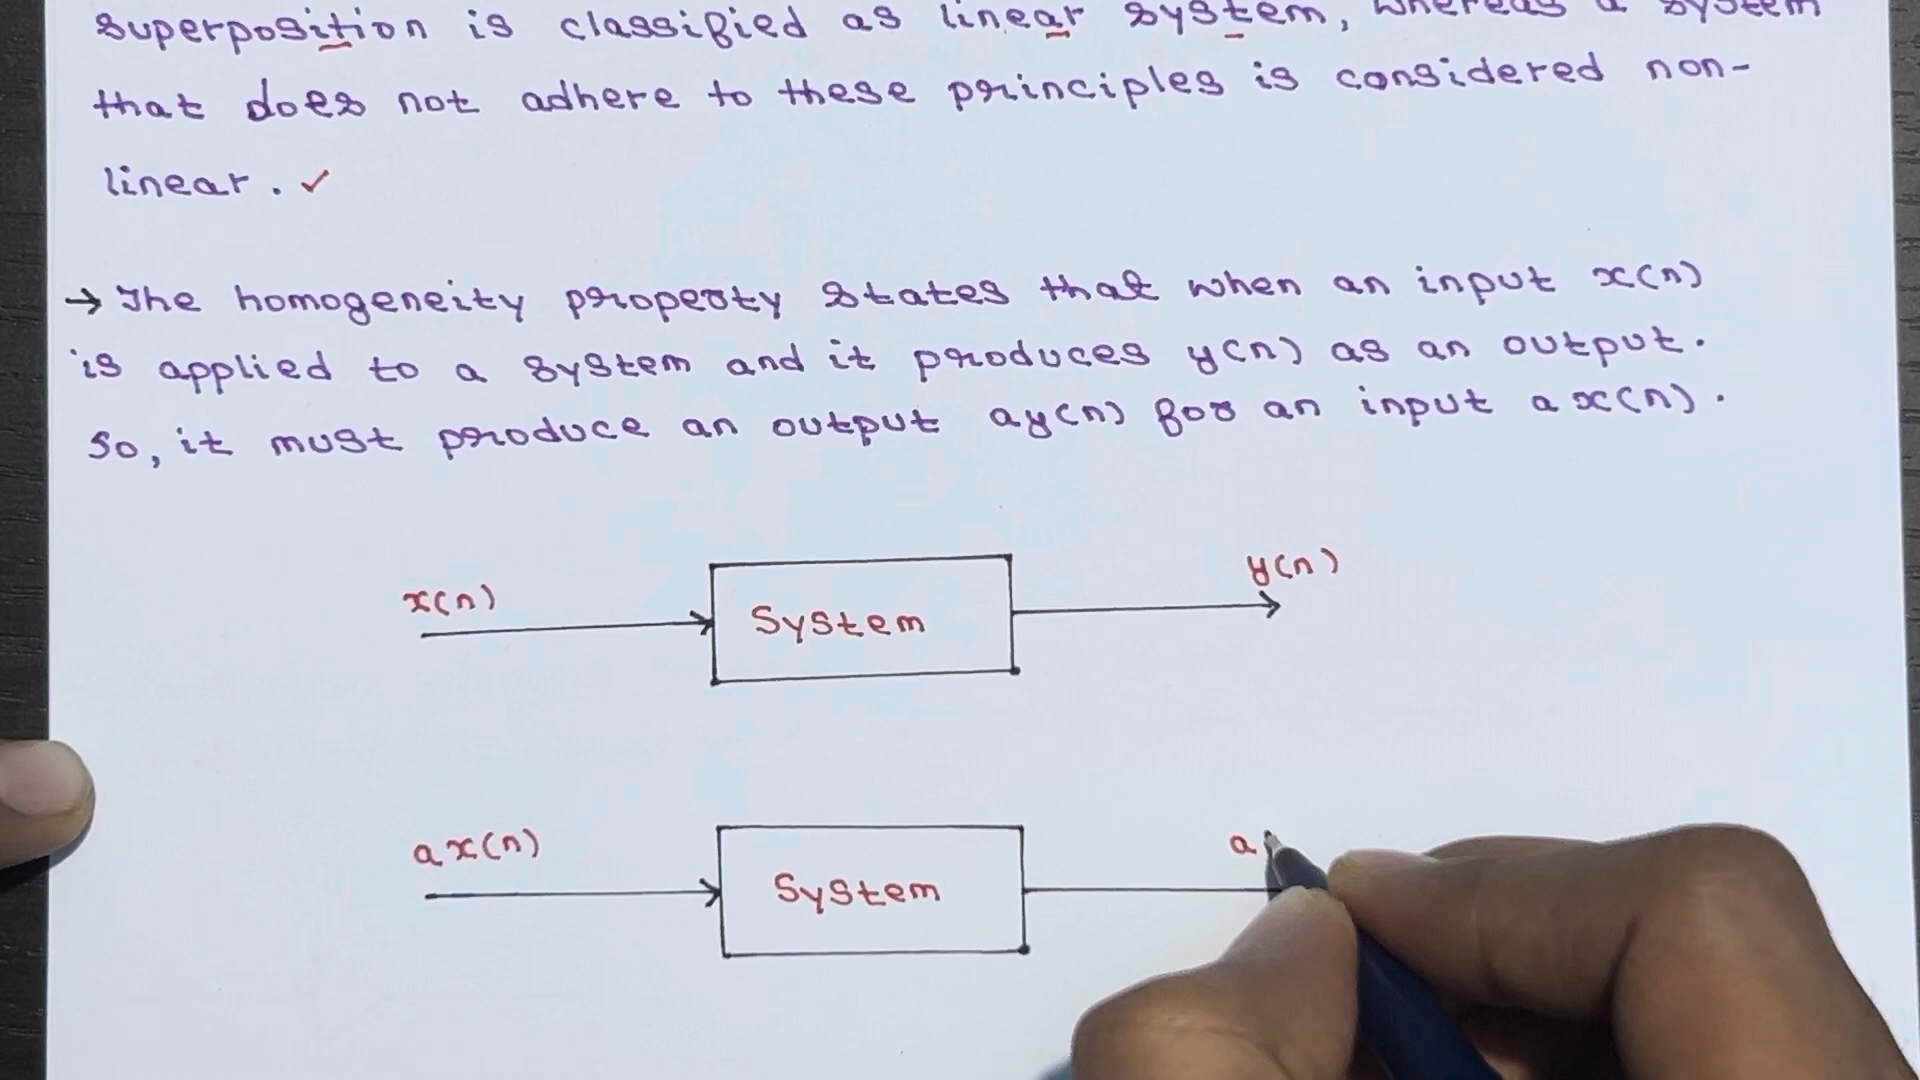 superposition is classified as linear system, whereas a system
that does not adhere to these principles is considered non-
linear. ✓
→ The homogeneity property states that when an input x(n)
is applied to a system and it produces y(n) as an output.
So, it must produce an output ay(n) for an input ax(n).
x(n)
System
y(n)
ax(n)
System
a